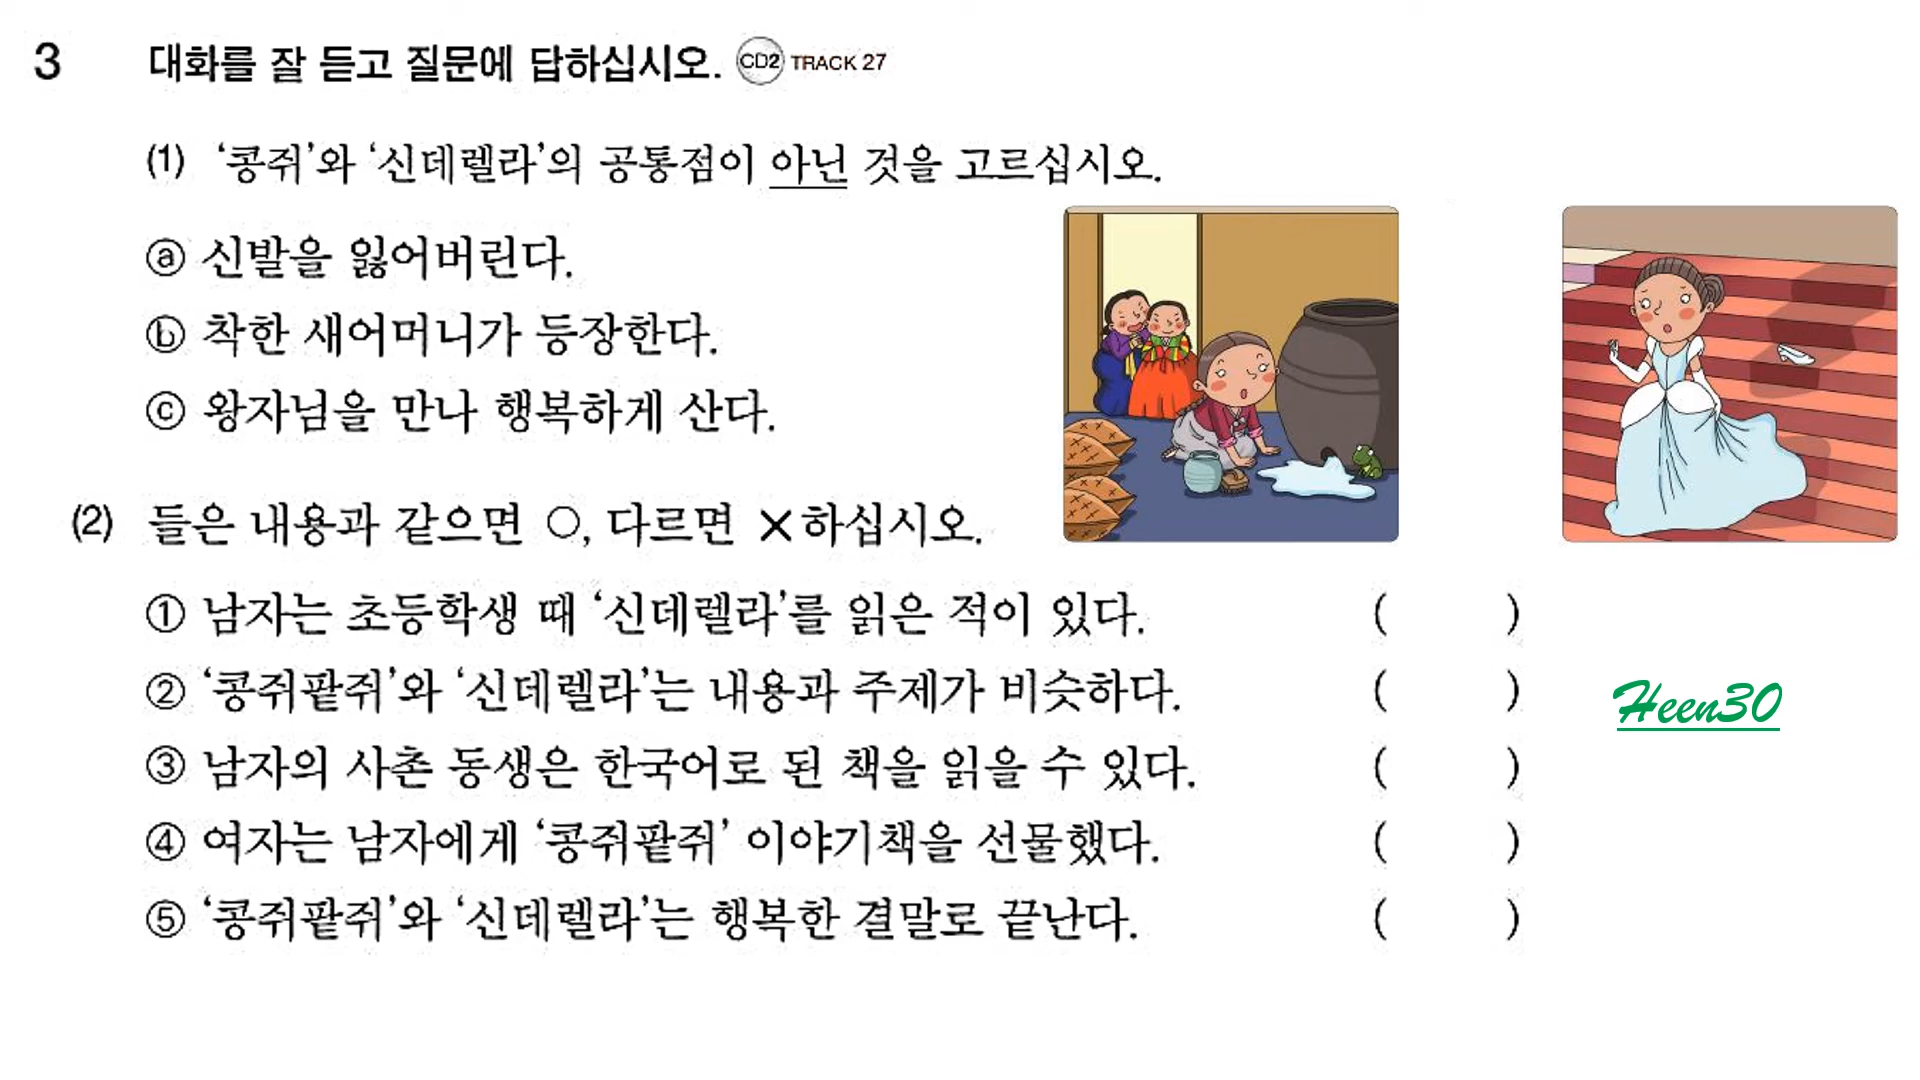 3 대화를 잘 듣고 질문에 답하십시오. CD2 TRACK 27
(1) ‘콩쥐’와 ‘신데렐라’의 공통점이 아닌 것을 고르십시오.
ⓐ 신발을 잃어버린다.
ⓑ 착한 새어머니가 등장한다.
ⓒ 왕자님을 만나 행복하게 산다.
(2) 들은 내용과 같으면 ○, 다르면 ×하십시오.
① 남자는 초등학생 때 ‘신데렐라’를 읽은 적이 있다. ( )
② ‘콩쥐팥쥐’와 ‘신데렐라’는 내용과 주제가 비슷하다. ( )
③ 남자의 사촌 동생은 한국어로 된 책을 읽을 수 있다. ( )
④ 여자는 남자에게 ‘콩쥐팥쥐’ 이야기책을 선물했다. ( )
⑤ ‘콩쥐팥쥐’와 ‘신데렐라’는 행복한 결말로 끝난다. ( )
Heen30